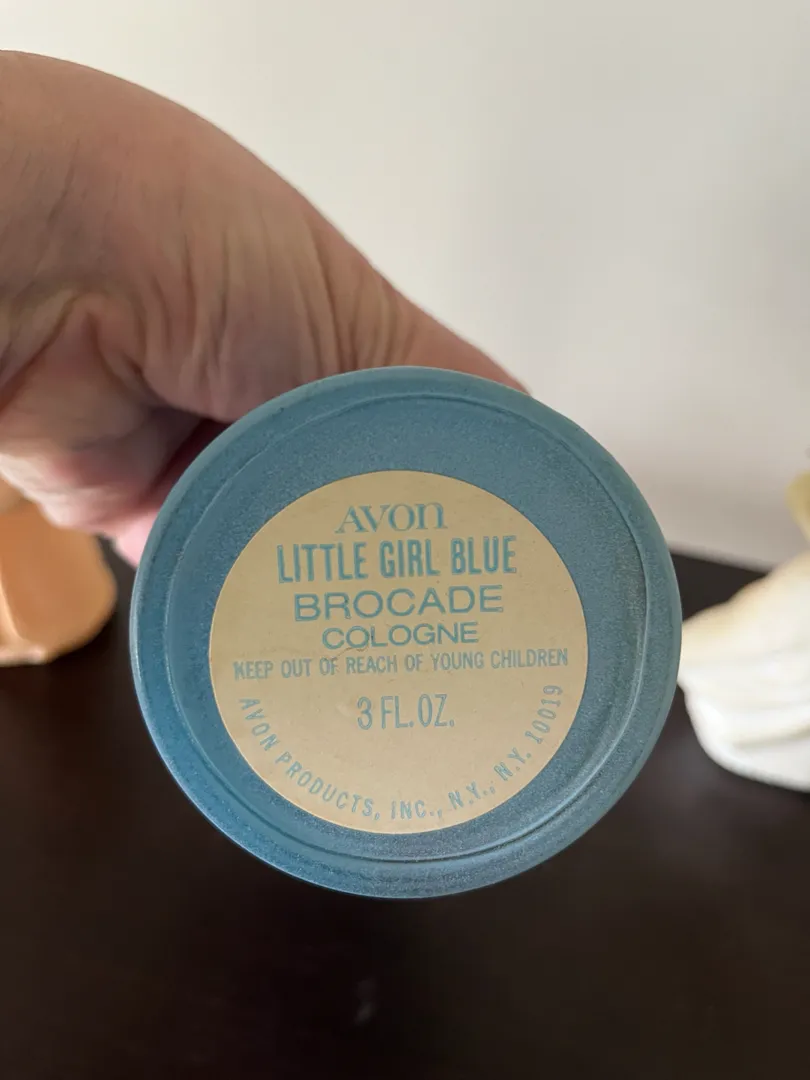 AVON
LITTLE GIRL BLUE
BROCADE
COLOGNE
KEEP OUT OF REACH OF YOUNG CHILDREN
3 FL. OZ.
AVON PRODUCTS, INC., N.Y., N.Y. 10019